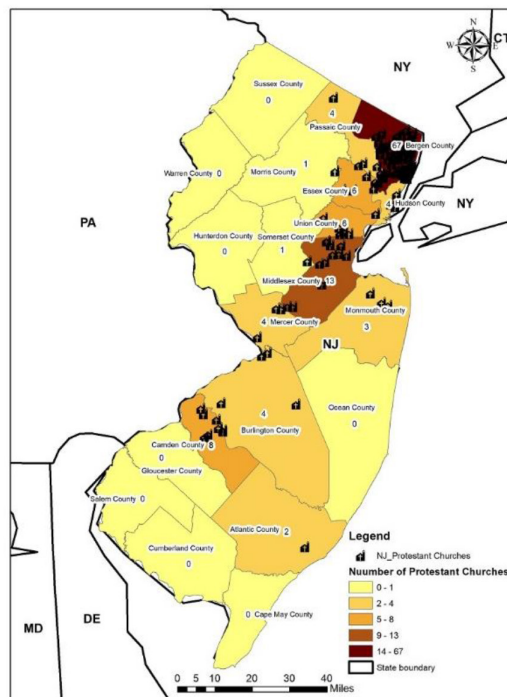 N
W E
S
CT
NY
Sussex County
0
4
Passaic County
67 Bergen County
Warren County 0
Morris County
1
Essex County 6
4 Hudson County
NY
PA
Union County 6
Hunterdon County
0
Somerset County
1
Middlesex County 13
4 Mercer County
Monmouth County
3
NJ
4
Burlington County
Ocean County
0
Camden County 8
0
Gloucester County
Salem County 0
Atlantic County 2
Cumberland County
0
0 Cape May County
MD
DE
Legend
NJ_Protestant Churches
Nuumber of Protestant Churches
0 - 1
2 - 4
5 - 8
9 - 13
14 - 67
State boundary
0 5 10 20 30 40
Miles